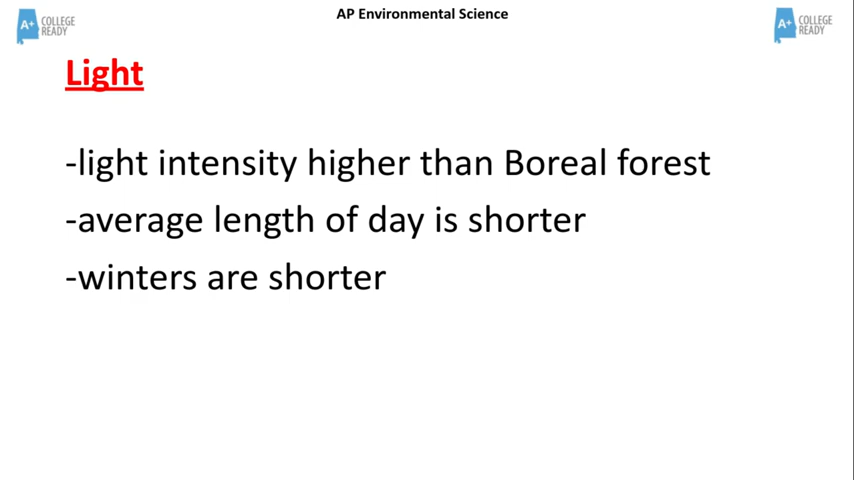 AP Environmental Science
A+ COLLEGE READY
A+ COLLEGE READY
Light
-light intensity higher than Boreal forest
-average length of day is shorter
-winters are shorter